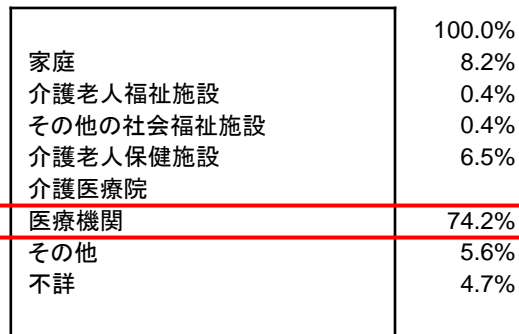 100.0%
家庭 8.2%
介護老人福祉施設 0.4%
その他の社会福祉施設 0.4%
介護老人保健施設 6.5%
介護医療院
医療機関 74.2%
その他 5.6%
不詳 4.7%